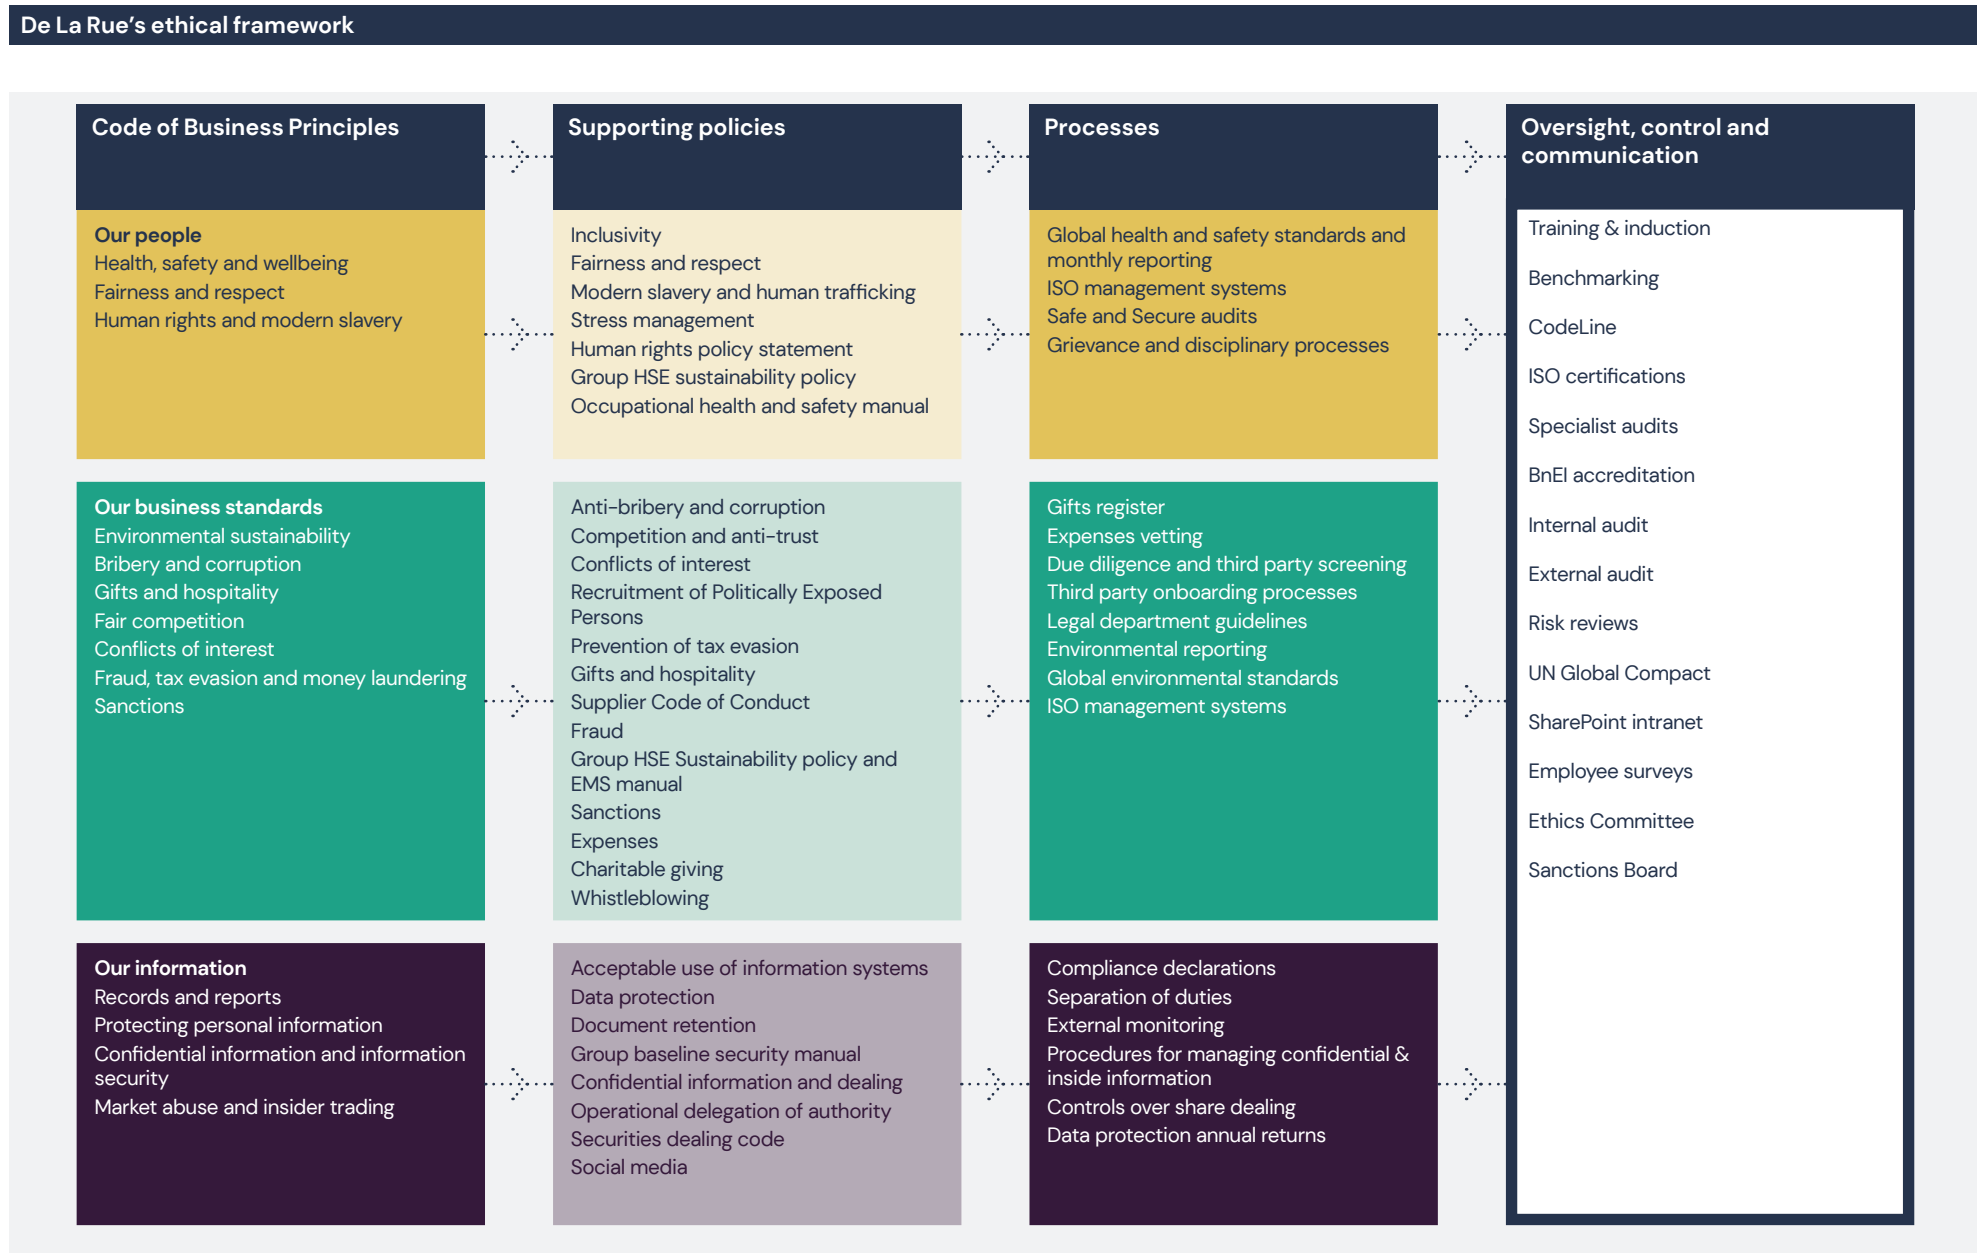 De La Rue’s ethical framework
Code of Business Principles
Supporting policies
Processes
Oversight, control and
communication
Our people
Health, safety and wellbeing
Fairness and respect
Human rights and modern slavery
Inclusivity
Fairness and respect
Modern slavery and human trafficking
Stress management
Human rights policy statement
Group HSE sustainability policy
Occupational health and safety manual
Global health and safety standards and
monthly reporting
ISO management systems
Safe and Secure audits
Grievance and disciplinary processes
Our business standards
Environmental sustainability
Bribery and corruption
Gifts and hospitality
Fair competition
Conflicts of interest
Fraud, tax evasion and money laundering
Sanctions
Anti-bribery and corruption
Competition and anti-trust
Conflicts of interest
Recruitment of Politically Exposed
Persons
Prevention of tax evasion
Gifts and hospitality
Supplier Code of Conduct
Fraud
Group HSE Sustainability policy and
EMS manual
Sanctions
Expenses
Charitable giving
Whistleblowing
Gifts register
Expenses vetting
Due diligence and third party screening
Third party onboarding processes
Legal department guidelines
Environmental reporting
Global environmental standards
ISO management systems
Our information
Records and reports
Protecting personal information
Confidential information and information
security
Market abuse and insider trading
Acceptable use of information systems
Data protection
Document retention
Group baseline security manual
Confidential information and dealing
Operational delegation of authority
Securities dealing code
Social media
Compliance declarations
Separation of duties
External monitoring
Procedures for managing confidential &
inside information
Controls over share dealing
Data protection annual returns
Training & induction
Benchmarking
CodeLine
ISO certifications
Specialist audits
BnEI accreditation
Internal audit
External audit
Risk reviews
UN Global Compact
SharePoint intranet
Employee surveys
Ethics Committee
Sanctions Board